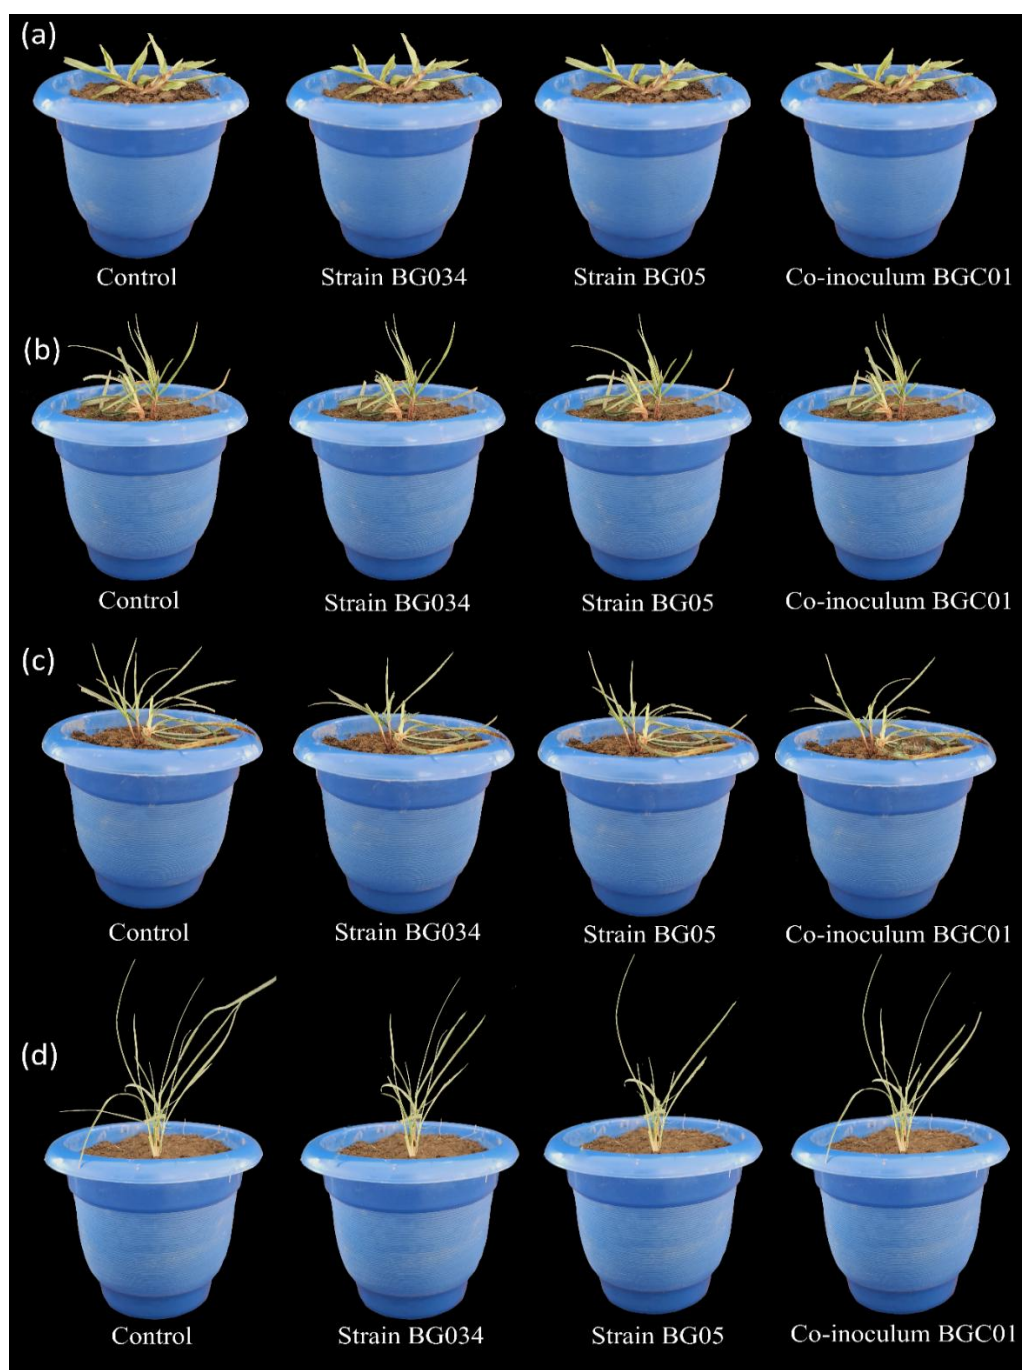 (a)
Control Strain BG034 Strain BG05 Co-inoculum BGC01
(b)
Control Strain BG034 Strain BG05 Co-inoculum BGC01
(c)
Control Strain BG034 Strain BG05 Co-inoculum BGC01
(d)
Control Strain BG034 Strain BG05 Co-inoculum BGC01